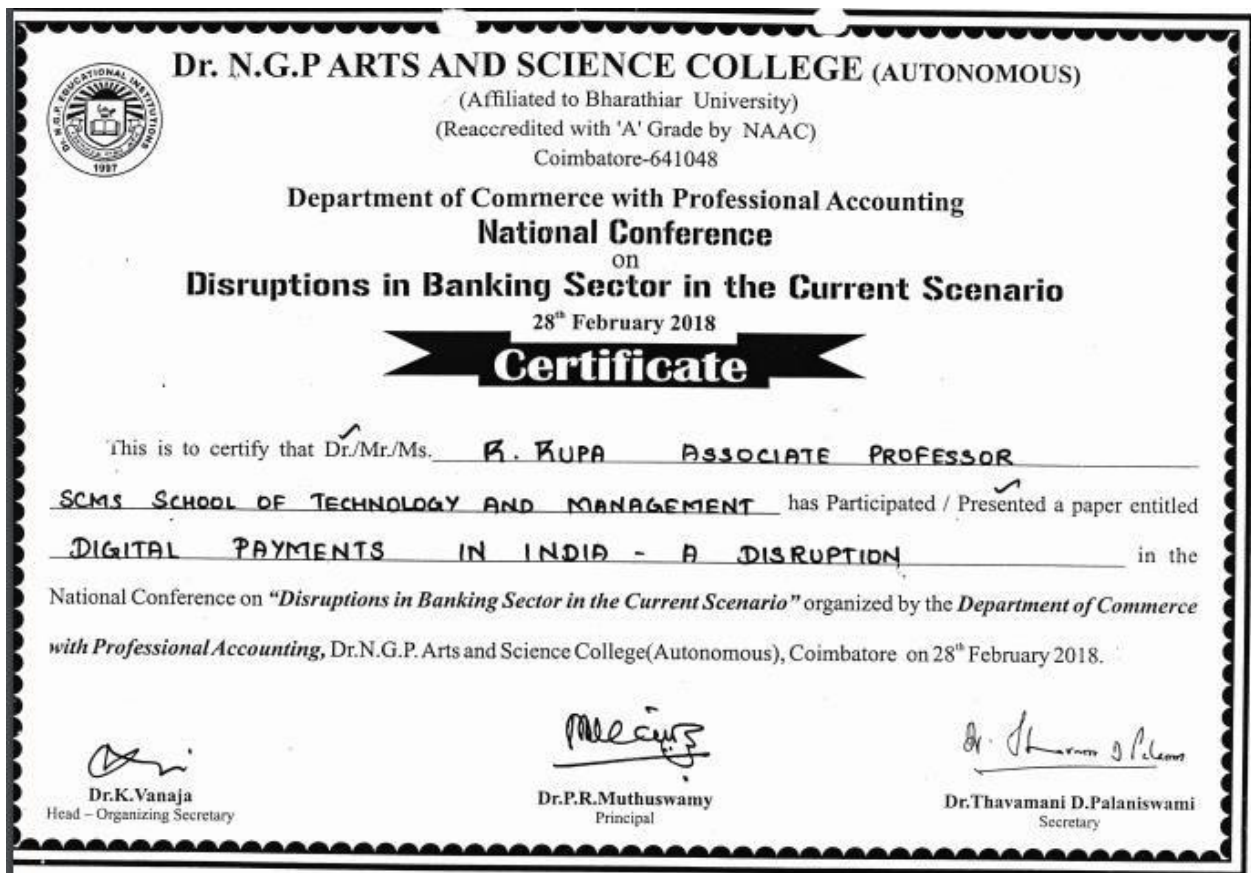 Dr. N.G.P. EDUCATIONAL INSTITUTIONS
1997
Dr. N.G.P ARTS AND SCIENCE COLLEGE (AUTONOMOUS)
(Affiliated to Bharathiar University)
(Reaccredited with 'A' Grade by NAAC)
Coimbatore-641048
Department of Commerce with Professional Accounting
National Conference
on
Disruptions in Banking Sector in the Current Scenario
28th February 2018
Certificate
This is to certify that Dr./Mr./Ms. R. RUPA ASSOCIATE PROFESSOR
SCMS SCHOOL OF TECHNOLOGY AND MANAGEMENT has Participated / Presented a paper entitled
DIGITAL PAYMENTS IN INDIA - A DISRUPTION in the
National Conference on "Disruptions in Banking Sector in the Current Scenario" organized by the Department of Commerce
with Professional Accounting, Dr.N.G.P. Arts and Science College(Autonomous), Coimbatore on 28th February 2018.
Dr.K.Vanaja
Head – Organizing Secretary
Dr.P.R.Muthuswamy
Principal
Dr.Thavamani D.Palaniswami
Secretary